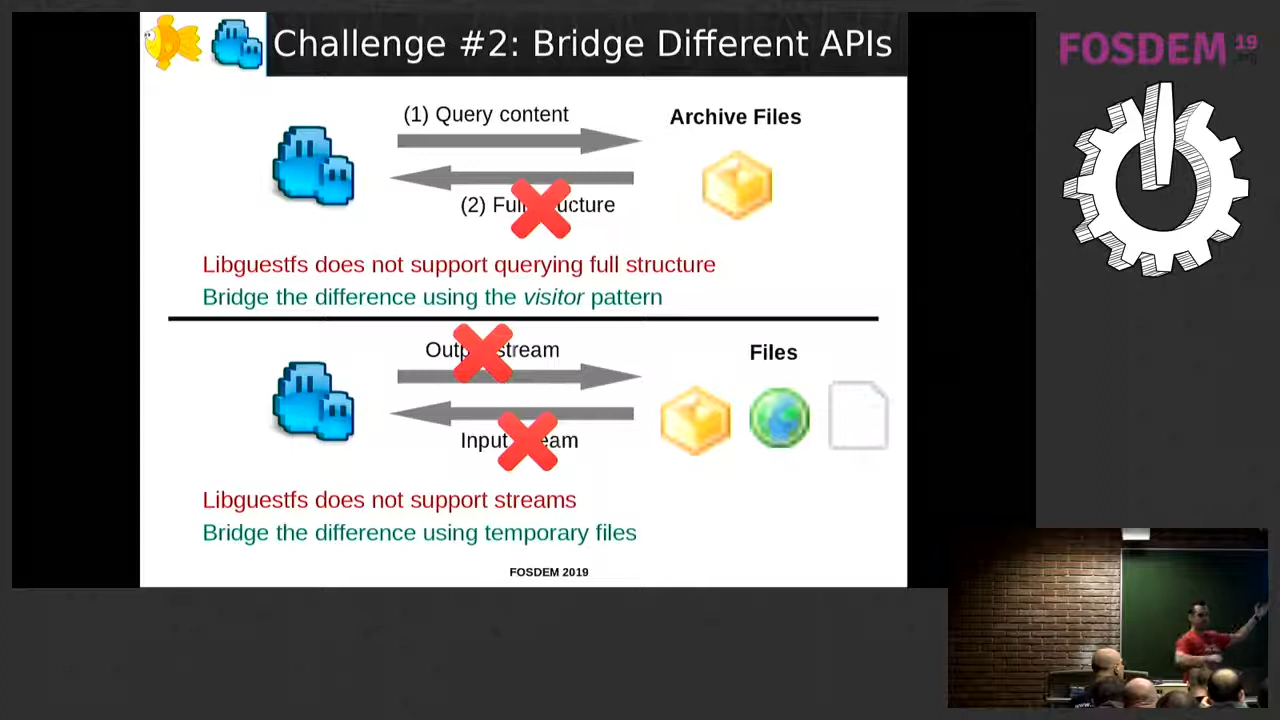 Challenge #2: Bridge Different APIs
FOSDEM 19
(1) Query content
Archive Files
(2) Full
ucture
Libguestfs does not support querying full structure
Bridge the difference using the visitor pattern
Outp
stream
Files
Input
eam
Libguestfs does not support streams
Bridge the difference using temporary files
FOSDEM 2019